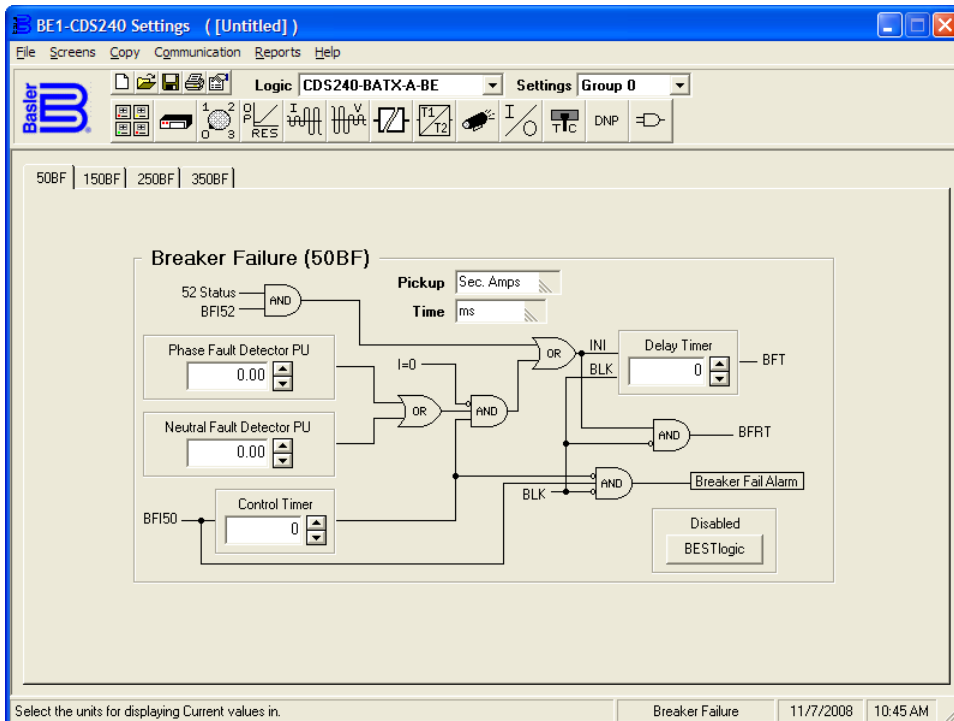 BE1-CDS240 Settings ( [Untitled] )
File Screens Copy Communication Reports Help
Basler
Logic CDS240-BATX-A-BE Settings Group 0
0 1 2 3
O P RES
I
V
T1 T2
I O
T C
DNP
50BF 150BF 250BF 350BF
Breaker Failure (50BF)
Pickup Sec. Amps
Time ms
52 Status
BFI52
AND
Phase Fault Detector PU
0.00
I=0
OR
INI
BLK
Delay Timer
0
BFT
Neutral Fault Detector PU
0.00
OR
AND
AND
BFRT
BFI50
Control Timer
0
BLK
AND
Breaker Fail Alarm
Disabled
BESTlogic
Select the units for displaying Current values in.
Breaker Failure
11/7/2008
10:45 AM